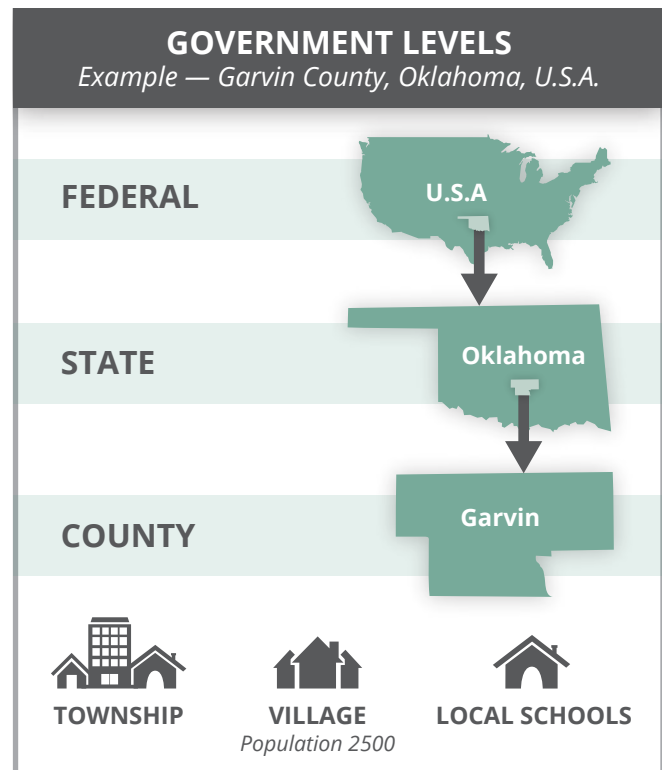 GOVERNMENT LEVELS
Example — Garvin County, Oklahoma, U.S.A.
FEDERAL
U.S.A
STATE
Oklahoma
COUNTY
Garvin
TOWNSHIP
VILLAGE
Population 2500
LOCAL SCHOOLS